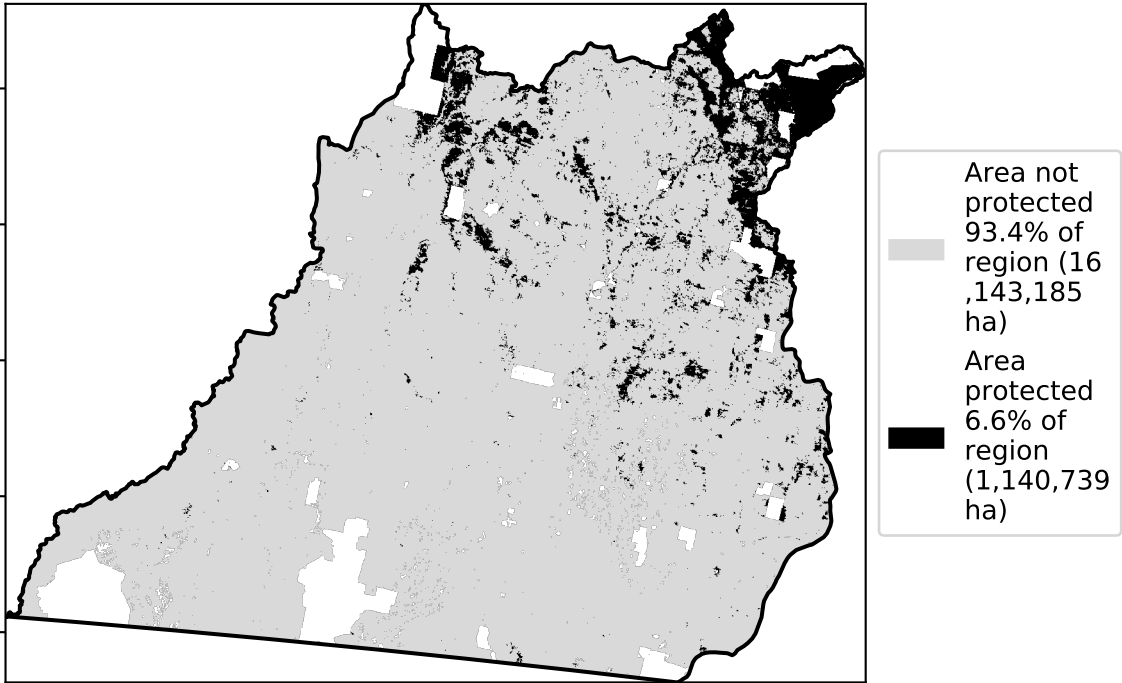 Area not
protected
93.4% of
region (16
,143,185
ha)
Area
protected
6.6% of
region
(1,140,739
ha)